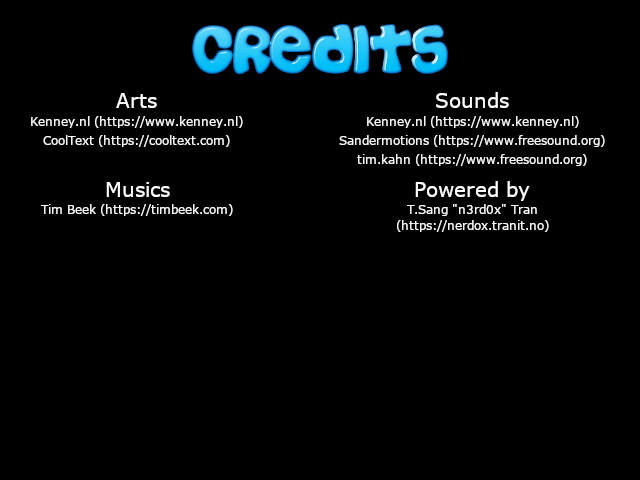 CReDITS
Arts
Kenney.nl (https://www.kenney.nl)
CoolText (https://cooltext.com)
Sounds
Kenney.nl (https://www.kenney.nl)
Sandermotions (https://www.freesound.org)
tim.kahn (https://www.freesound.org)
Musics
Tim Beek (https://timbeek.com)
Powered by
T.Sang "n3rd0x" Tran
(https://nerdox.tranit.no)